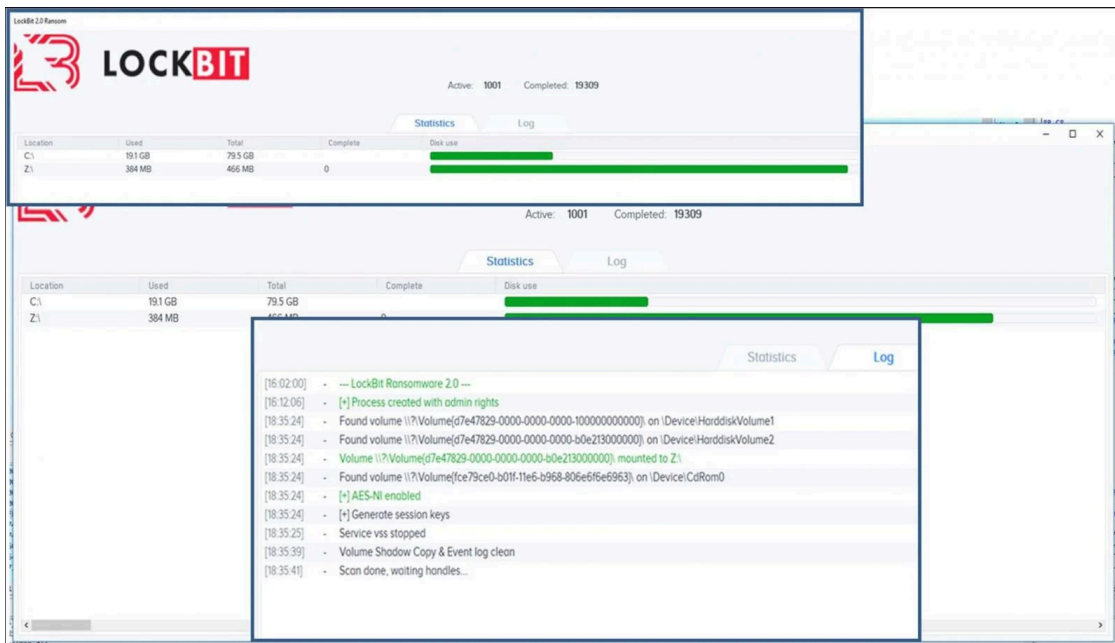 LockBit 2.0 Ransom
LOCKBIT
Active: 1001 Completed: 19309
Statistics Log
Location Used Total Complete Disk use
C:\ 19.1 GB 79.5 GB
Z:\ 384 MB 466 MB 0
Active: 1001 Completed: 19309
Statistics Log
Location Used Total Complete Disk use
C:\ 19.1 GB 79.5 GB
Z:\ 384 MB 466 MB 0
Statistics Log
[16:02:00] - --- LockBit Ransomware 2.0 ---
[16:12:06] - [+] Process created with admin rights
[18:35:24] - Found volume \\?\Volume{d7e47829-0000-0000-0000-100000000000}\ on \Device\HarddiskVolume1
[18:35:24] - Found volume \\?\Volume{d7e47829-0000-0000-0000-b0e213000000}\ on \Device\HarddiskVolume2
[18:35:24] - Volume \\?\Volume{d7e47829-0000-0000-0000-b0e213000000}\ mounted to Z:\
[18:35:24] - Found volume \\?\Volume{fce79ce0-b01f-11e6-b968-806e6f6e6963}\ on \Device\CdRom0
[18:35:24] - [+] AES-NI enabled
[18:35:24] - [+] Generate session keys
[18:35:25] - Service vss stopped
[18:35:39] - Volume Shadow Copy & Event log clean
[18:35:41] - Scan done, waiting handles...